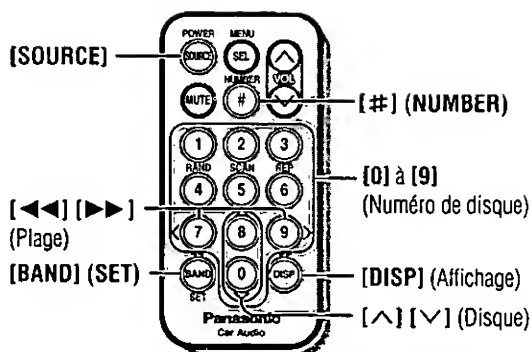 POWER MENU
[SOURCE]
SOURCE SEL
VOL
NUMBER
MUTE #
[#] (NUMBER)
1 2 3
RAND SCAN REP
4 5 6
[0] à [9]
(Numéro de disque)
[◀◀] [▶▶]
(Plage)
7 8 9
[BAND] (SET)
BAND 0 DISP
SET
[DISP] (Affichage)
[∧] [∨] (Disque)
Panasonic
Car Audio